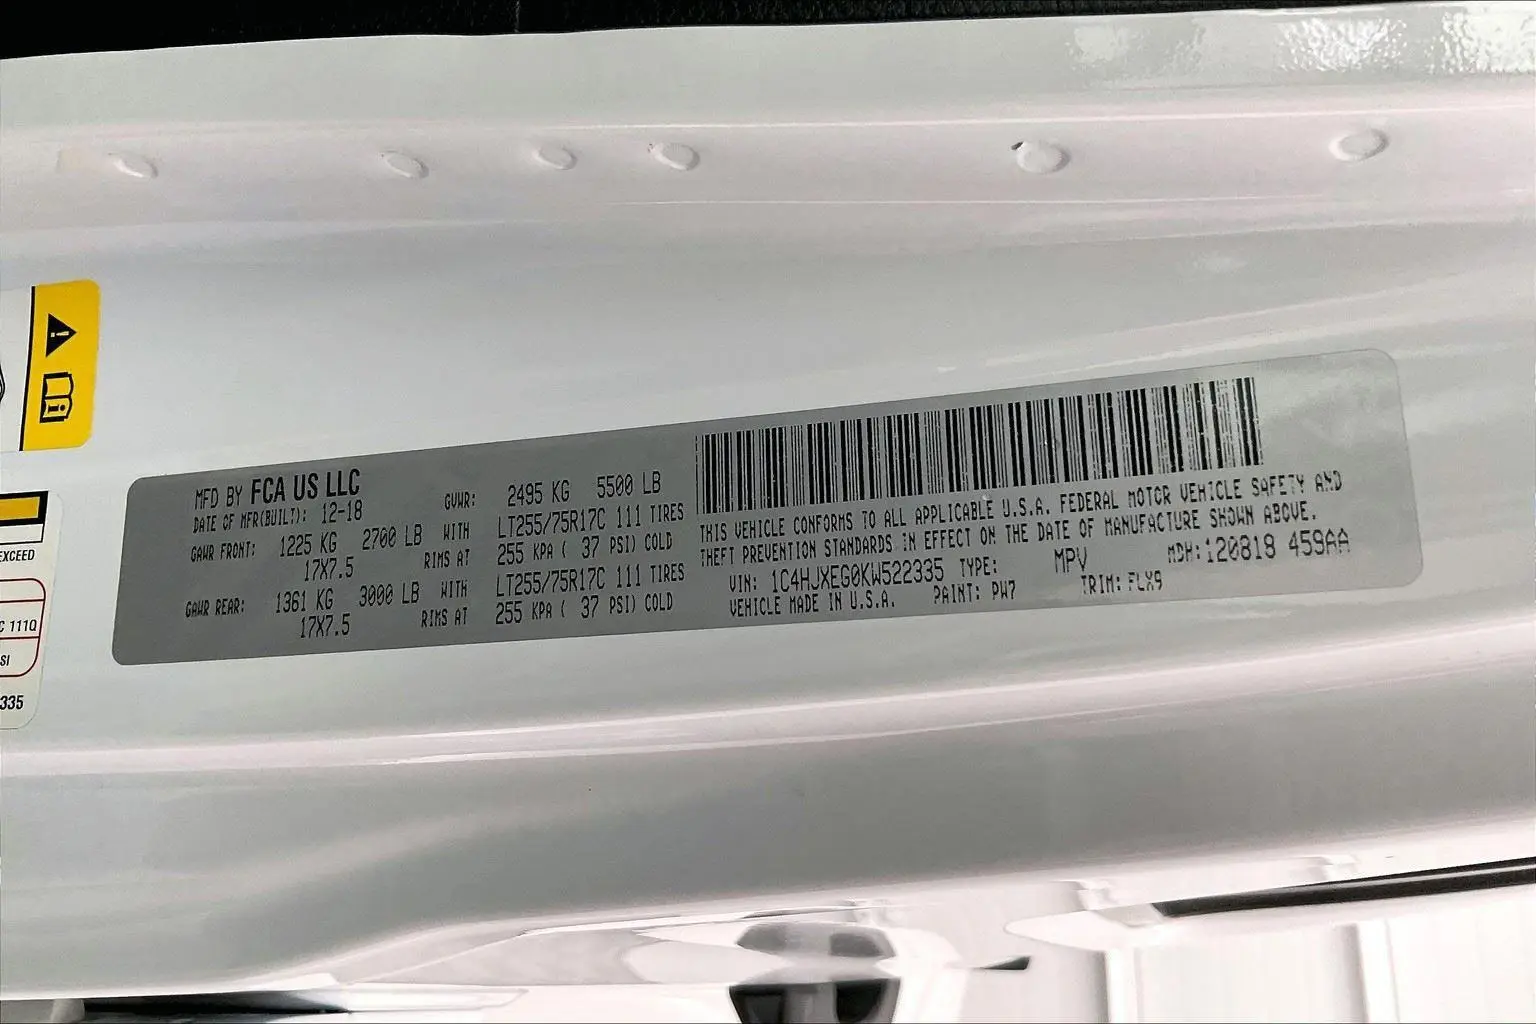 MFD BY FCA US LLC
DATE OF MFR(BUILT): 12-18
GVWR: 2495 KG 5500 LB
GAWR FRONT: 1225 KG 2700 LB WITH LT255/75R17C 111 TIRES
17X7.5 RIMS AT 255 KPA ( 37 PSI) COLD
GAWR REAR: 1361 KG 3000 LB WITH LT255/75R17C 111 TIRES
17X7.5 RIMS AT 255 KPA ( 37 PSI) COLD
THIS VEHICLE CONFORMS TO ALL APPLICABLE U.S.A. FEDERAL MOTOR VEHICLE SAFETY AND
THEFT PREVENTION STANDARDS IN EFFECT ON THE DATE OF MANUFACTURE SHOWN ABOVE.
VIN: 1C4HJXEG0KW522335 TYPE: MPV MDH:120818 459AA
VEHICLE MADE IN U.S.A. PAINT: PW7 TRIM: FLX9
EXCEED
C 111Q
SI
335